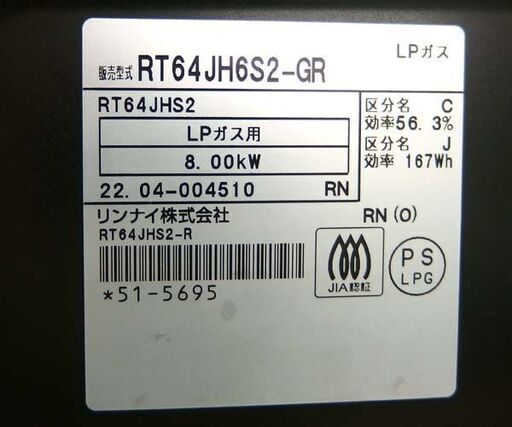 LPガス
販売型式 RT64JH6S2-GR
RT64JHS2
LPガス用
8.00kW
22.04-004510 RN
区分名 C
効率56.3%
区分名 J
効率 167Wh
リンナイ株式会社
RN(O)
RT64JHS2-R
*51-5695
JIA認証
PS
LPG